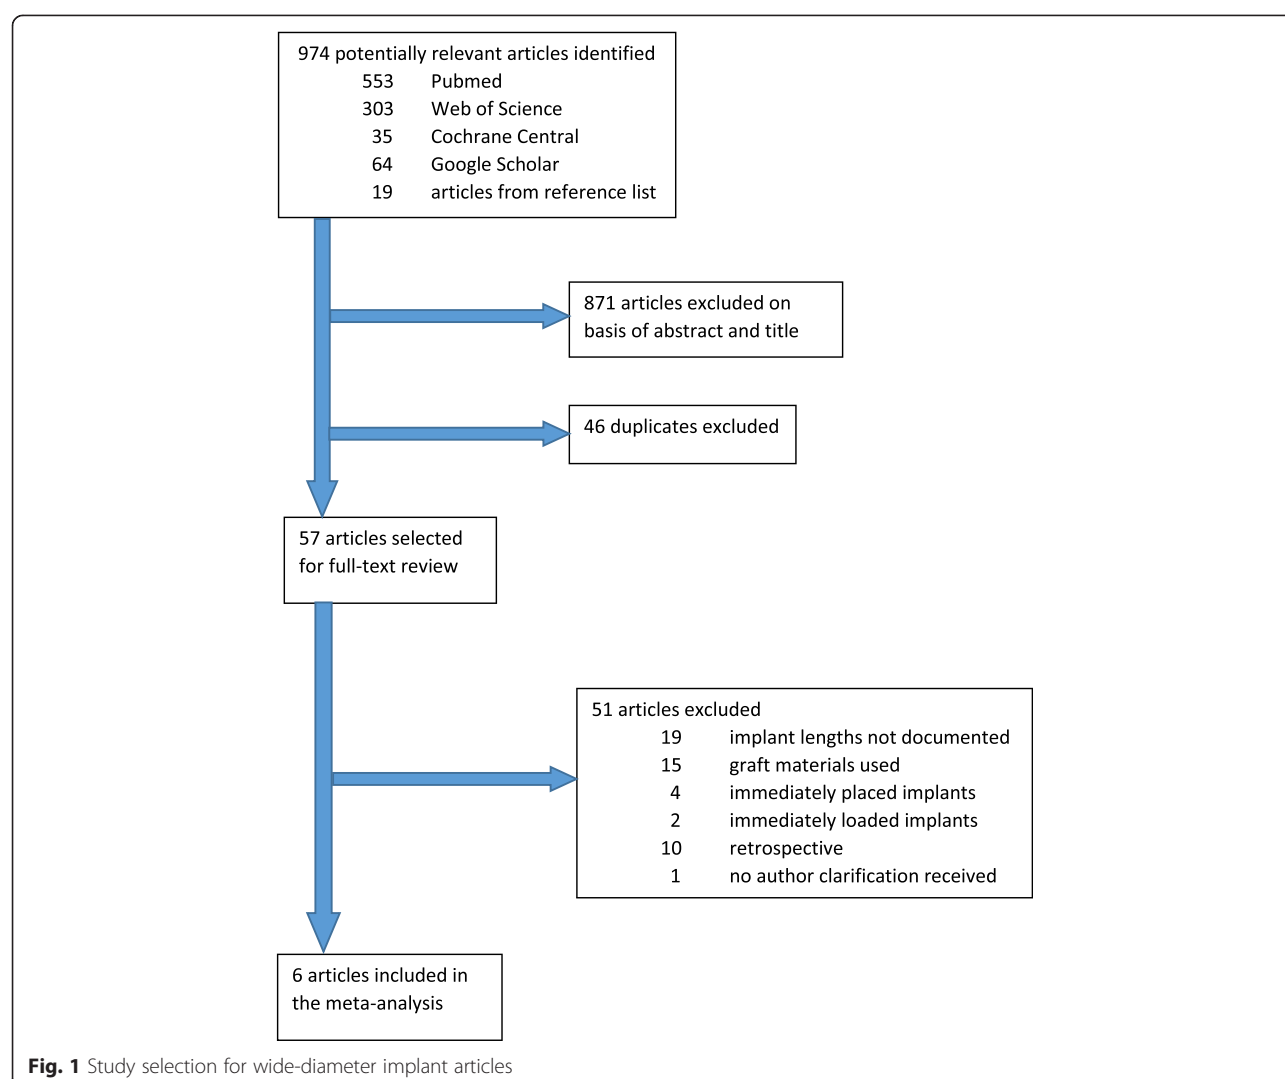 974 potentially relevant articles identified
553 Pubmed
303 Web of Science
35 Cochrane Central
64 Google Scholar
19 articles from reference list
871 articles excluded on
basis of abstract and title
46 duplicates excluded
57 articles selected
for full-text review
51 articles excluded
19 implant lengths not documented
15 graft materials used
4 immediately placed implants
2 immediately loaded implants
10 retrospective
1 no author clarification received
6 articles included in
the meta-analysis
Fig. 1 Study selection for wide-diameter implant articles